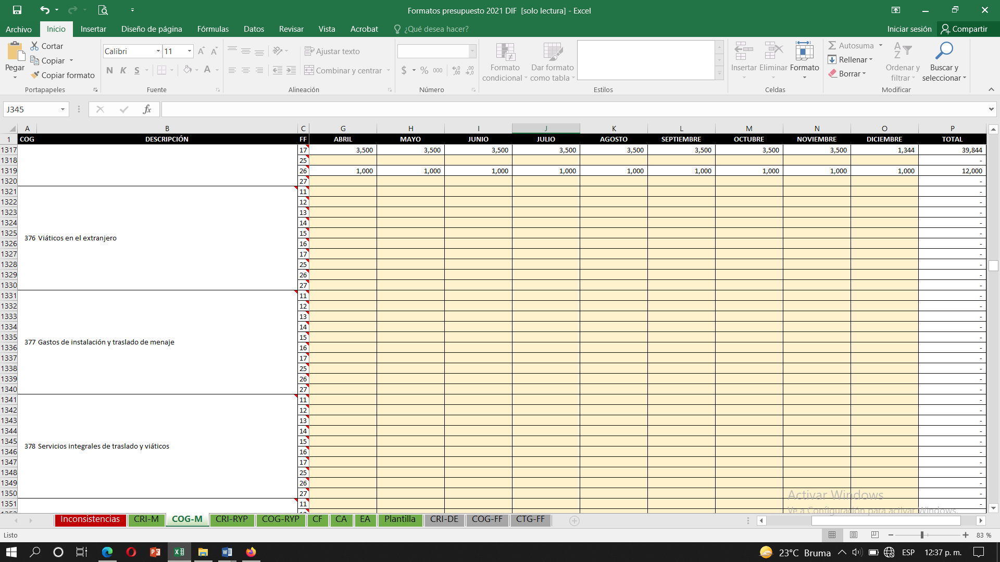 Formatos presupuesto 2021 DIF  [solo lectura] - Excel
Archivo Inicio Insertar Diseño de página Fórmulas Datos Revisar Vista Acrobat ¿Qué desea hacer? Iniciar sesión Compartir
Pegar Cortar Copiar Copiar formato Portapapeles
Calibri 11 N K S Fuente
Ajustar texto Combinar y centrar Alineación
$ % 000 Número
Formato condicional Dar formato como tabla Estilos
Insertar Eliminar Formato Celdas
Autosuma Rellenar Borrar Ordenar y filtrar Buscar y seleccionar Modificar
J345 fx
A B C G H I J K L M N O P
1 COG DESCRIPCIÓN FF ABRIL MAYO JUNIO JULIO AGOSTO SEPTIEMBRE OCTUBRE NOVIEMBRE DICIEMBRE TOTAL
1317 17 3,500 3,500 3,500 3,500 3,500 3,500 3,500 3,500 1,344 39,844
1318 25 -
1319 26 1,000 1,000 1,000 1,000 1,000 1,000 1,000 1,000 1,000 12,000
1320 27 -
1321 11 -
1322 12 -
1323 13 -
1324 14 -
1325 15 -
376 Viáticos en el extranjero
1326 16 -
1327 17 -
1328 25 -
1329 26 -
1330 27 -
1331 11 -
1332 12 -
1333 13 -
1334 14 -
1335 15 -
377 Gastos de instalación y traslado de menaje
1336 16 -
1337 17 -
1338 25 -
1339 26 -
1340 27 -
1341 11 -
1342 12 -
1343 13 -
1344 14 -
1345 15 -
378 Servicios integrales de traslado y viáticos
1346 16 -
1347 17 -
1348 25 -
1349 26 -
1350 27 -
1351 11 -
Activar Windows
Ve a Configuración para activar Windows.
Inconsistencias CRI-M COG-M CRI-RYP COG-RYP CF CA EA Plantilla CRI-DE COG-FF CTG-FF
Listo 83 %
23°C Bruma ESP 12:37 p. m.